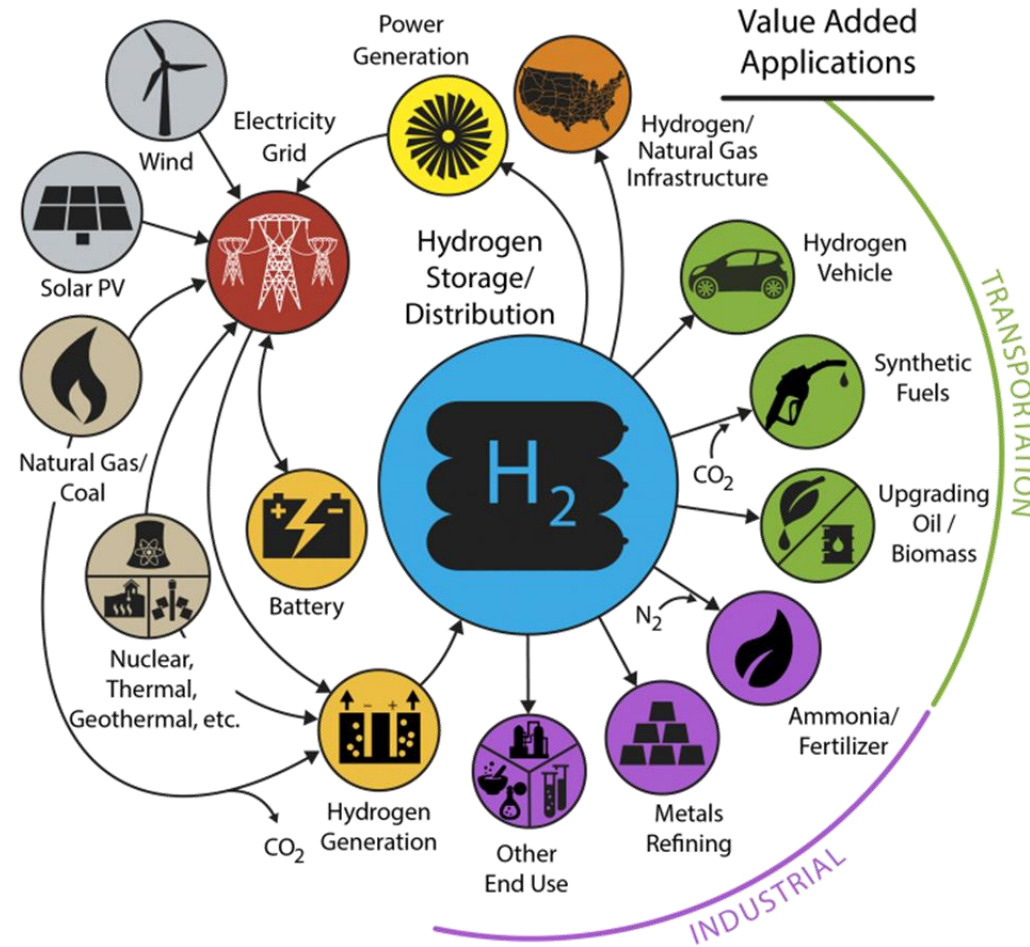 Power
Generation
Value Added
Applications
Wind
Electricity
Grid
Hydrogen/
Natural Gas
Infrastructure
Solar PV
Hydrogen
Storage/
Distribution
Hydrogen
Vehicle
TRANSPORTATION
Synthetic
Fuels
Natural Gas/
Coal
H2
CO2
Upgrading
Oil /
Biomass
+ -
Battery
N2
Nuclear,
Thermal,
Geothermal, etc.
- +
Ammonia/
Fertilizer
Hydrogen
Generation
CO2
Metals
Refining
Other
End Use
INDUSTRIAL